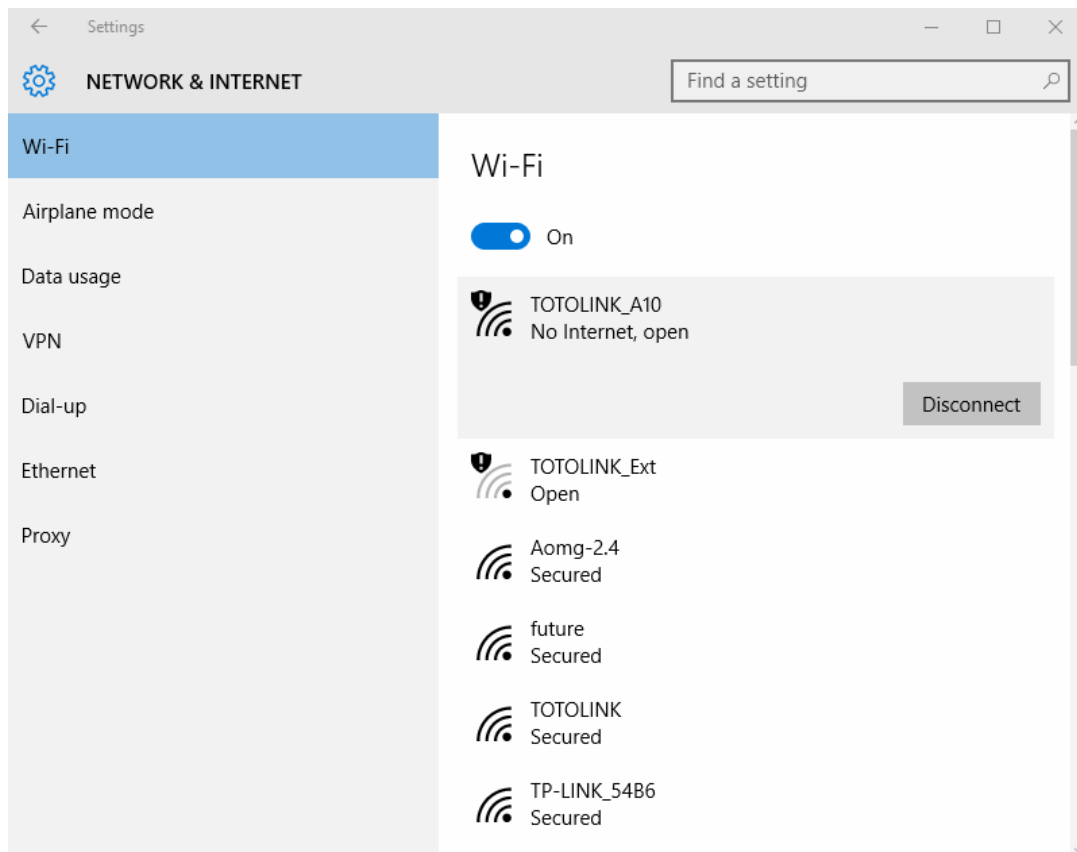 Settings
NETWORK & INTERNET
Find a setting
Wi-Fi
Airplane mode
Data usage
VPN
Dial-up
Ethernet
Proxy
Wi-Fi
On
TOTOLINK_A10
No Internet, open
Disconnect
TOTOLINK_Ext
Open
Aomg-2.4
Secured
future
Secured
TOTOLINK
Secured
TP-LINK_54B6
Secured